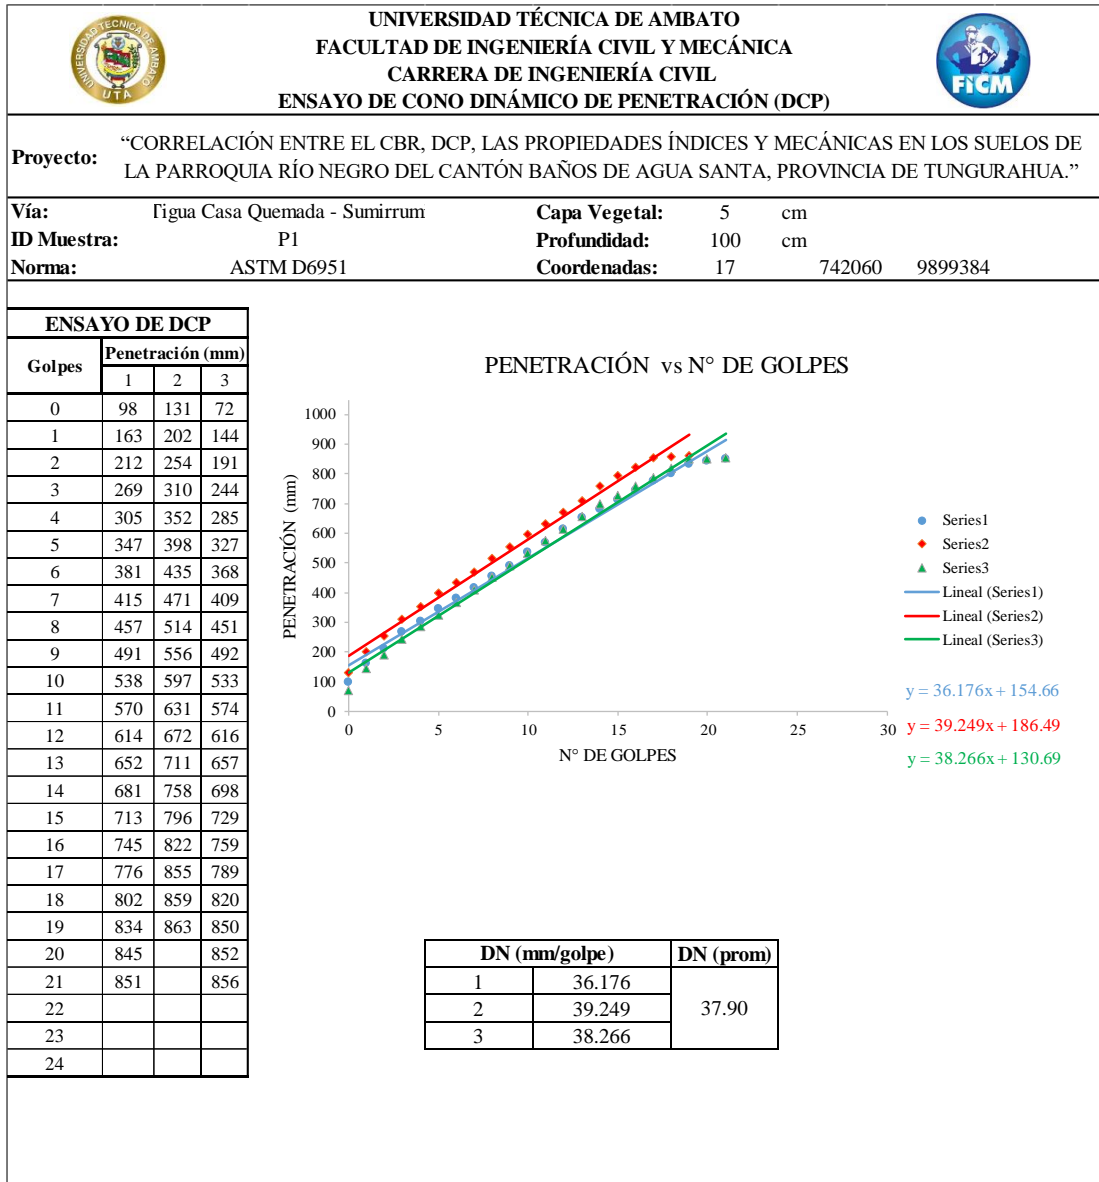 UNIVERSIDAD TÉCNICA DE AMBATO
FACULTAD DE INGENIERÍA CIVIL Y MECÁNICA
CARRERA DE INGENIERÍA CIVIL
ENSAYO DE CONO DINÁMICO DE PENETRACIÓN (DCP)
UNIVERSIDAD TECNICA DE AMBATO
UTA
FICM
Proyecto: “CORRELACIÓN ENTRE EL CBR, DCP, LAS PROPIEDADES ÍNDICES Y MECÁNICAS EN LOS SUELOS DE
LA PARROQUIA RÍO NEGRO DEL CANTÓN BAÑOS DE AGUA SANTA, PROVINCIA DE TUNGURAHUA.”
Vía: Tigua Casa Quemada - Sumirrum Capa Vegetal: 5 cm
ID Muestra: P1 Profundidad: 100 cm
Norma: ASTM D6951 Coordenadas: 17 742060 9899384
ENSAYO DE DCP
Golpes Penetración (mm)
1 2 3
0 98 131 72
1 163 202 144
2 212 254 191
3 269 310 244
4 305 352 285
5 347 398 327
6 381 435 368
7 415 471 409
8 457 514 451
9 491 556 492
10 538 597 533
11 570 631 574
12 614 672 616
13 652 711 657
14 681 758 698
15 713 796 729
16 745 822 759
17 776 855 789
18 802 859 820
19 834 863 850
20 845 852
21 851 856
22
23
24
PENETRACIÓN vs N° DE GOLPES
PENETRACIÓN (mm)
1000
900
800
700
600
500
400
300
200
100
0
0 5 10 15 20 25 30
N° DE GOLPES
Series1
Series2
Series3
Lineal (Series1)
Lineal (Series2)
Lineal (Series3)
y = 36.176x + 154.66
y = 39.249x + 186.49
y = 38.266x + 130.69
DN (mm/golpe) DN (prom)
1 36.176
2 39.249 37.90
3 38.266